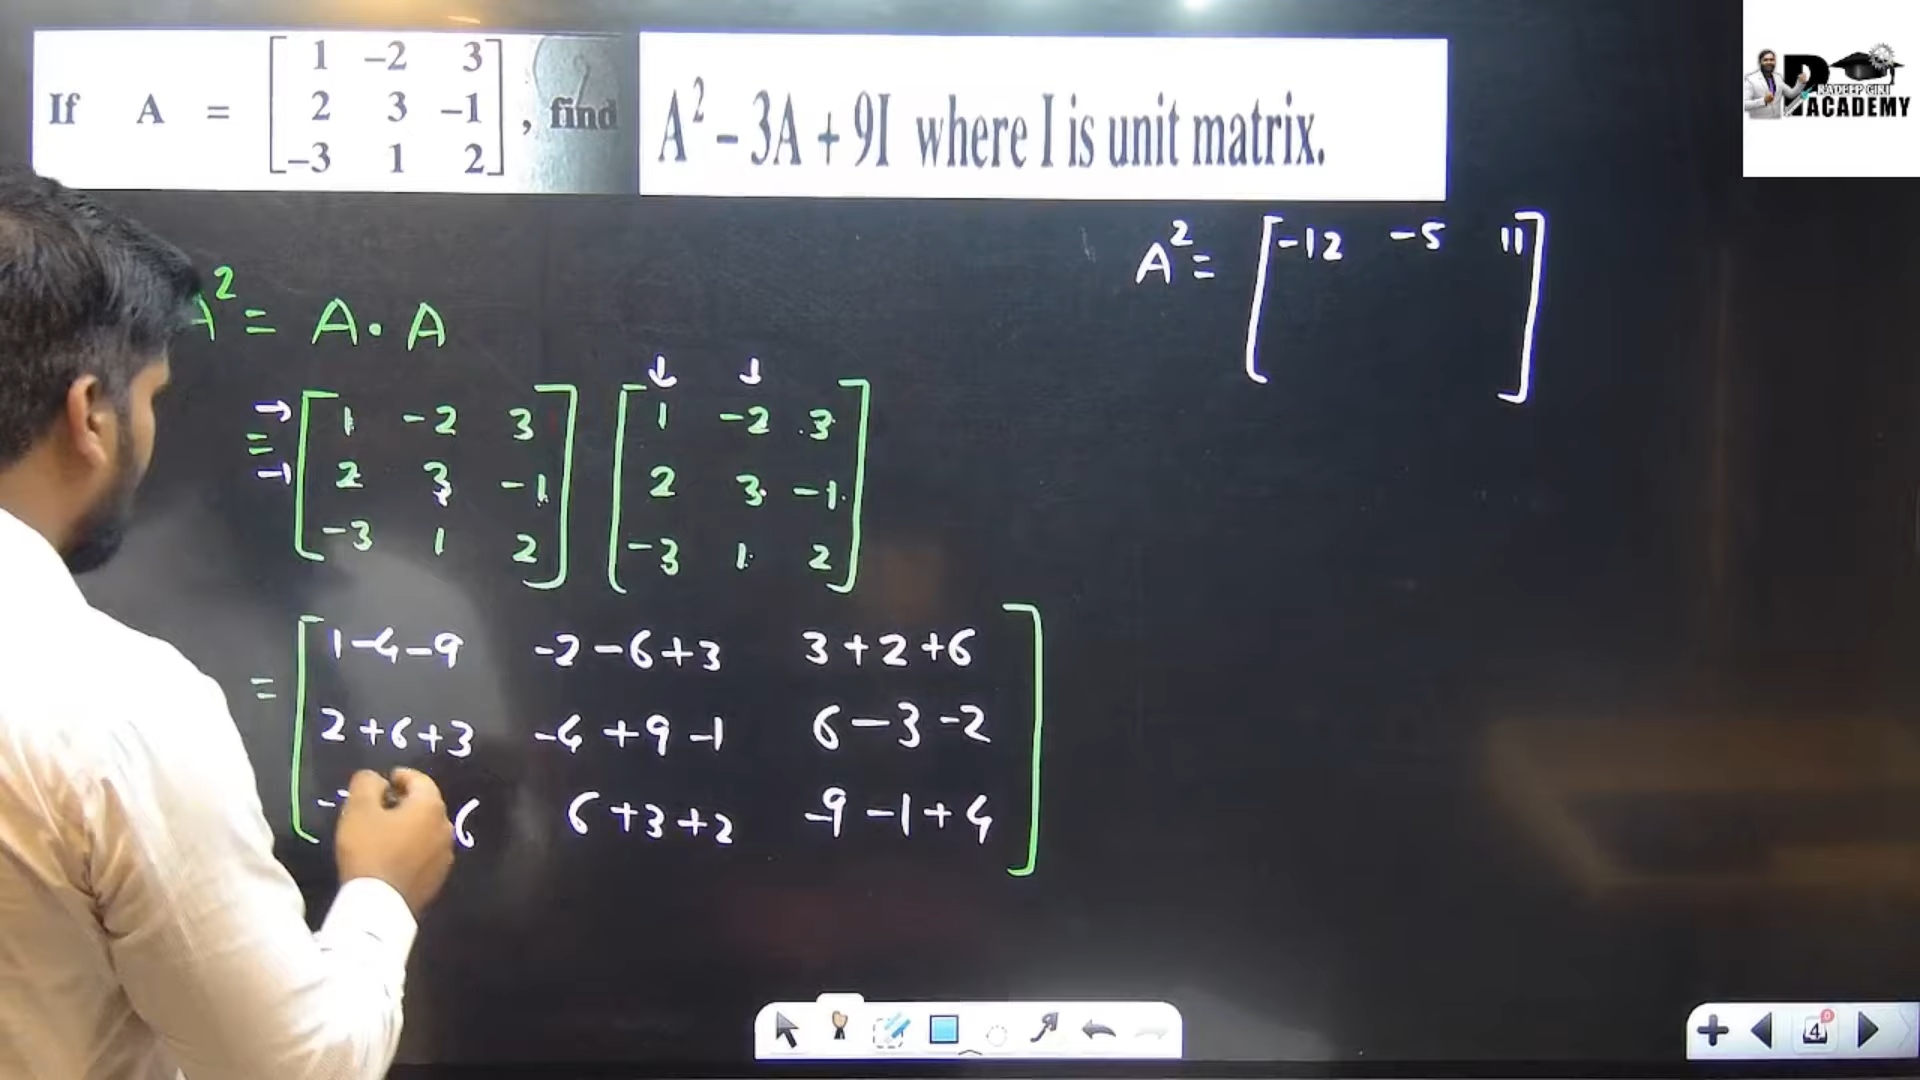 If A = [ 1 –2 3 ] , find
2 3 –1
–3 1 2
A² – 3A + 9I where I is unit matrix.
RADEEP GIRI
ACADEMY
A² = [ -12 -5 11 ]
A² = A . A
→ ↓ ↓
= [ 1 -2 3 ] [ 1 -2 3 ]
2 3 -1 2 3 -1
-3 1 2 -3 1 2
= [ 1-4-9 -2-6+3 3+2+6 ]
2+6+3 -4+9-1 6-3-2
6 6+3+2 -9-1+4
4